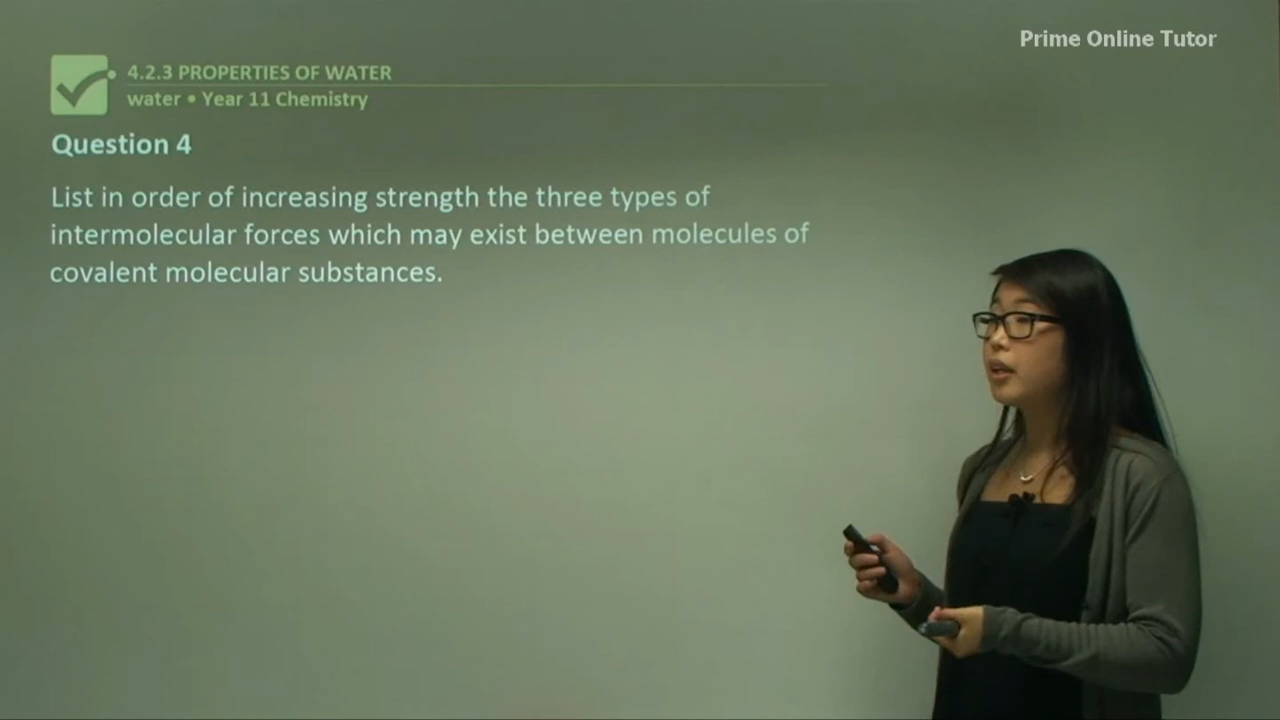 Prime Online Tutor
4.2.3 PROPERTIES OF WATER
water • Year 11 Chemistry
Question 4
List in order of increasing strength the three types of
intermolecular forces which may exist between molecules of
covalent molecular substances.